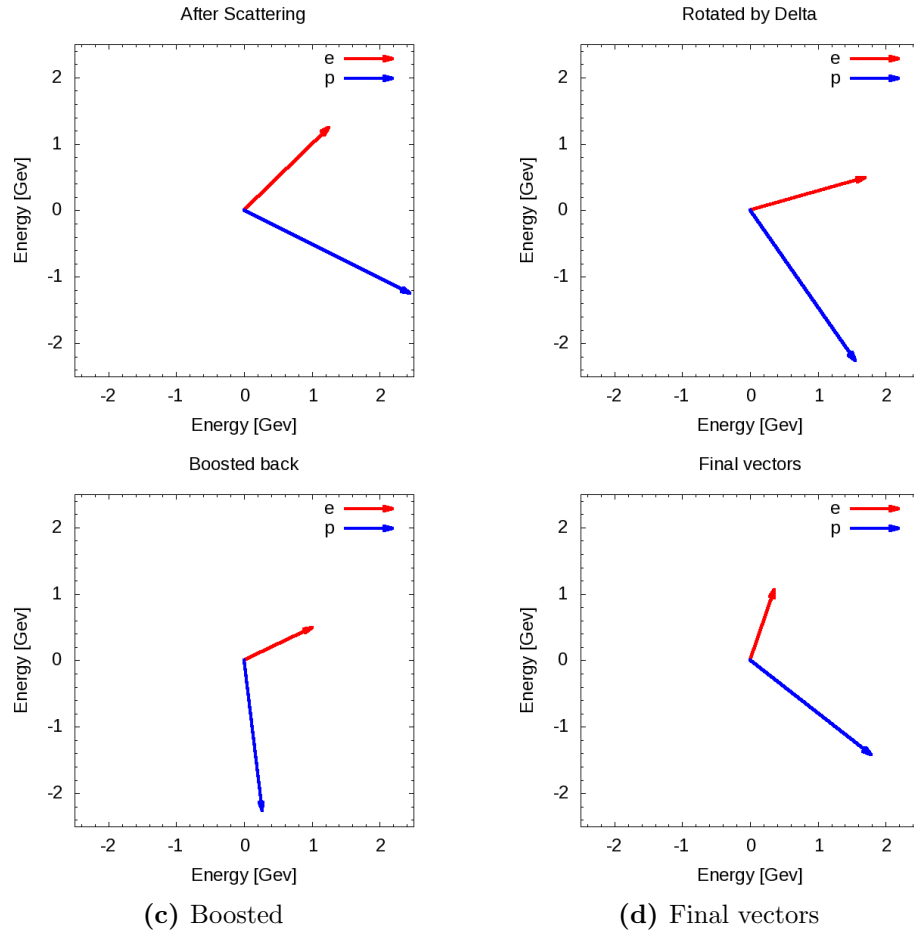 After Scattering
e
p
2
1
0
-1
-2
Energy [Gev]
-2 -1 0 1 2
Energy [Gev]
Rotated by Delta
e
p
2
1
0
-1
-2
Energy [Gev]
-2 -1 0 1 2
Energy [Gev]
Boosted back
e
p
2
1
0
-1
-2
Energy [Gev]
-2 -1 0 1 2
Energy [Gev]
(c) Boosted
Final vectors
e
p
2
1
0
-1
-2
Energy [Gev]
-2 -1 0 1 2
Energy [Gev]
(d) Final vectors